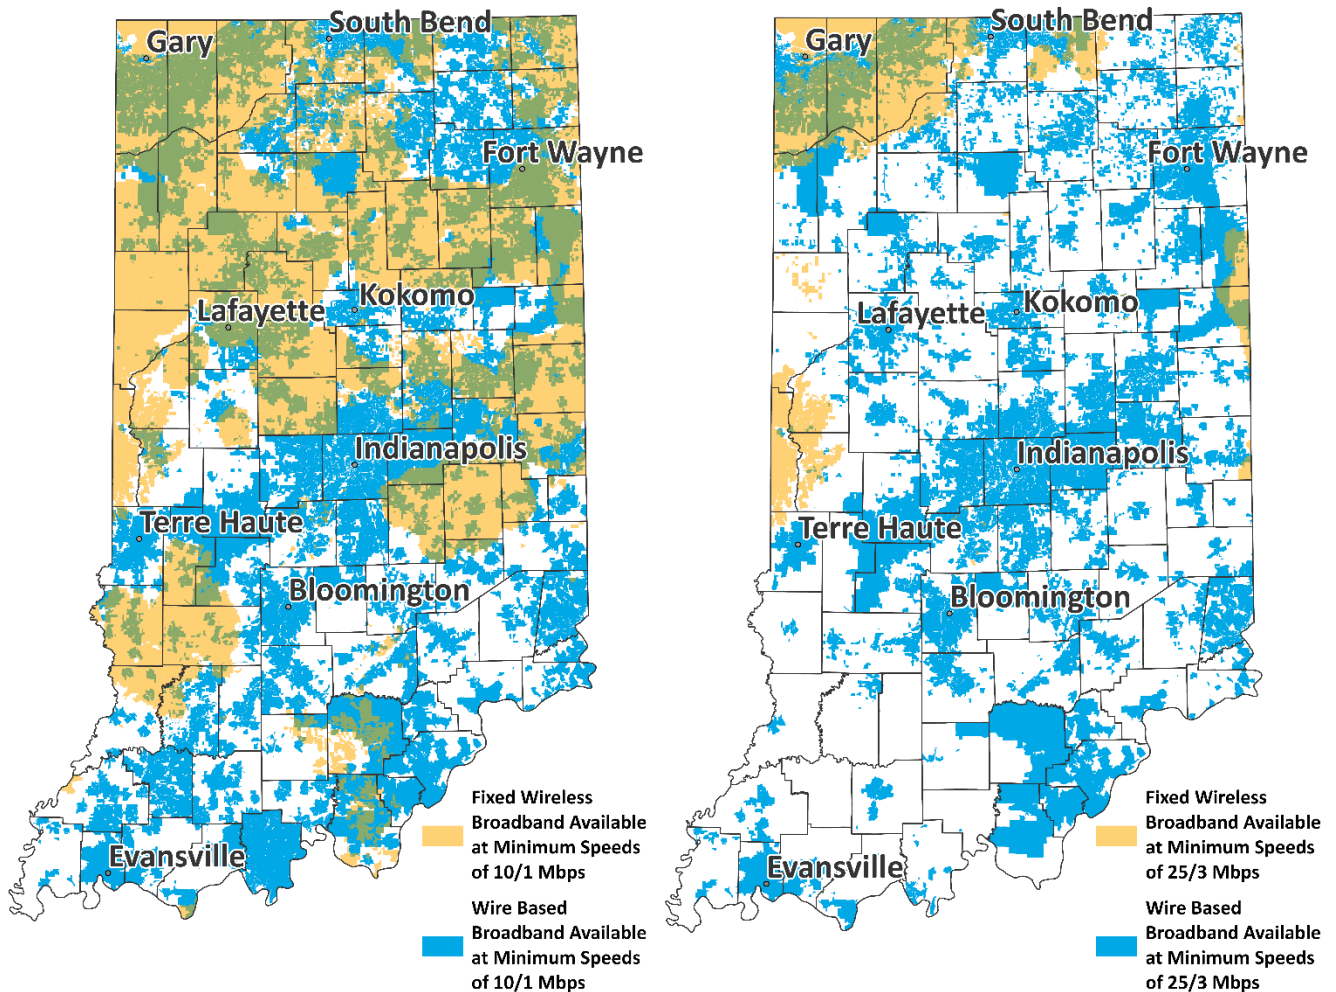 South Bend
Gary
Fort Wayne
Kokomo
Lafayette
Indianapolis
Terre Haute
Bloomington
Evansville
Fixed Wireless
Broadband Available
at Minimum Speeds
of 10/1 Mbps
Wire Based
Broadband Available
at Minimum Speeds
of 10/1 Mbps
South Bend
Gary
Fort Wayne
Kokomo
Lafayette
Indianapolis
Terre Haute
Bloomington
Evansville
Fixed Wireless
Broadband Available
at Minimum Speeds
of 25/3 Mbps
Wire Based
Broadband Available
at Minimum Speeds
of 25/3 Mbps